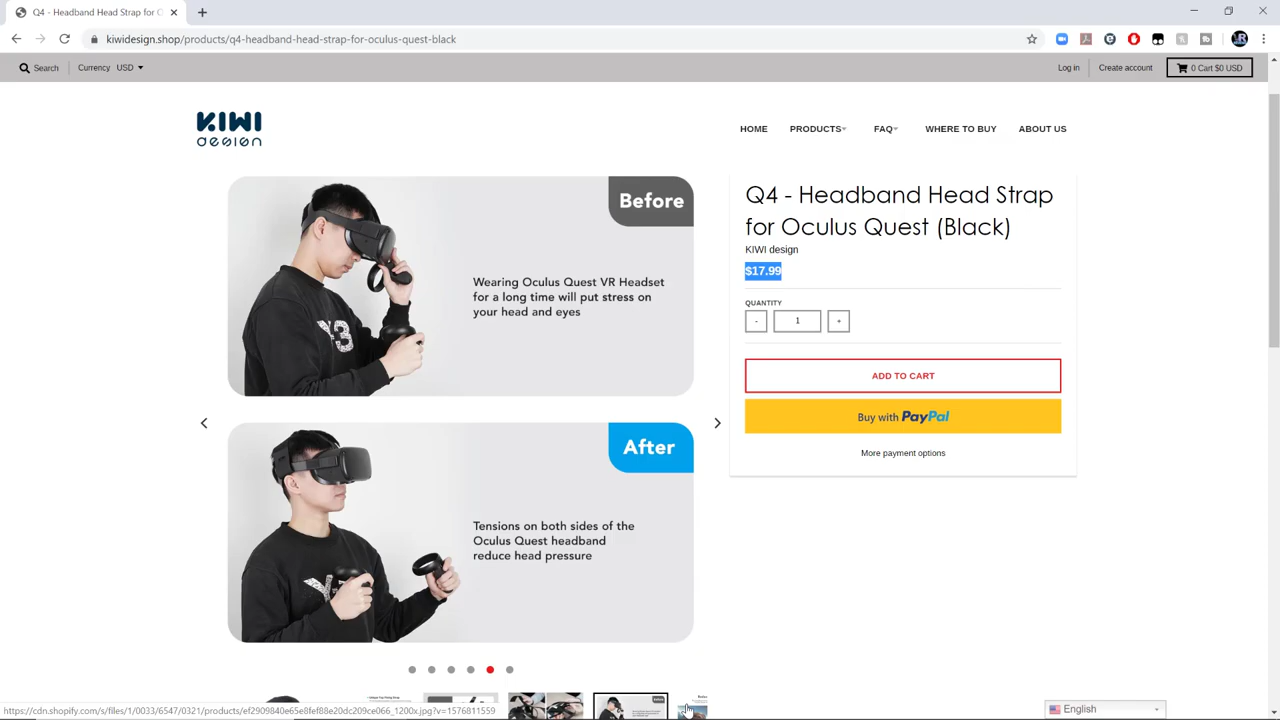 Q4 - Headband Head Strap for O
kiwidesign.shop/products/q4-headband-head-strap-for-oculus-quest-black
Search
Currency
USD
Log in
Create account
0 Cart $0 USD
KIWI
design
HOME
PRODUCTS
FAQ
WHERE TO BUY
ABOUT US
Before
Wearing Oculus Quest VR Headset
for a long time will put stress on
your head and eyes
After
Tensions on both sides of the
Oculus Quest headband
reduce head pressure
Q4 - Headband Head Strap
for Oculus Quest (Black)
KIWI design
$17.99
QUANTITY
- 1 +
ADD TO CART
Buy with PayPal
More payment options
https://cdn.shopify.com/s/files/1/0033/6547/0321/products/ef2909840e65e8fef88e20dc209ce066_1200x.jpg?v=1576811559
English